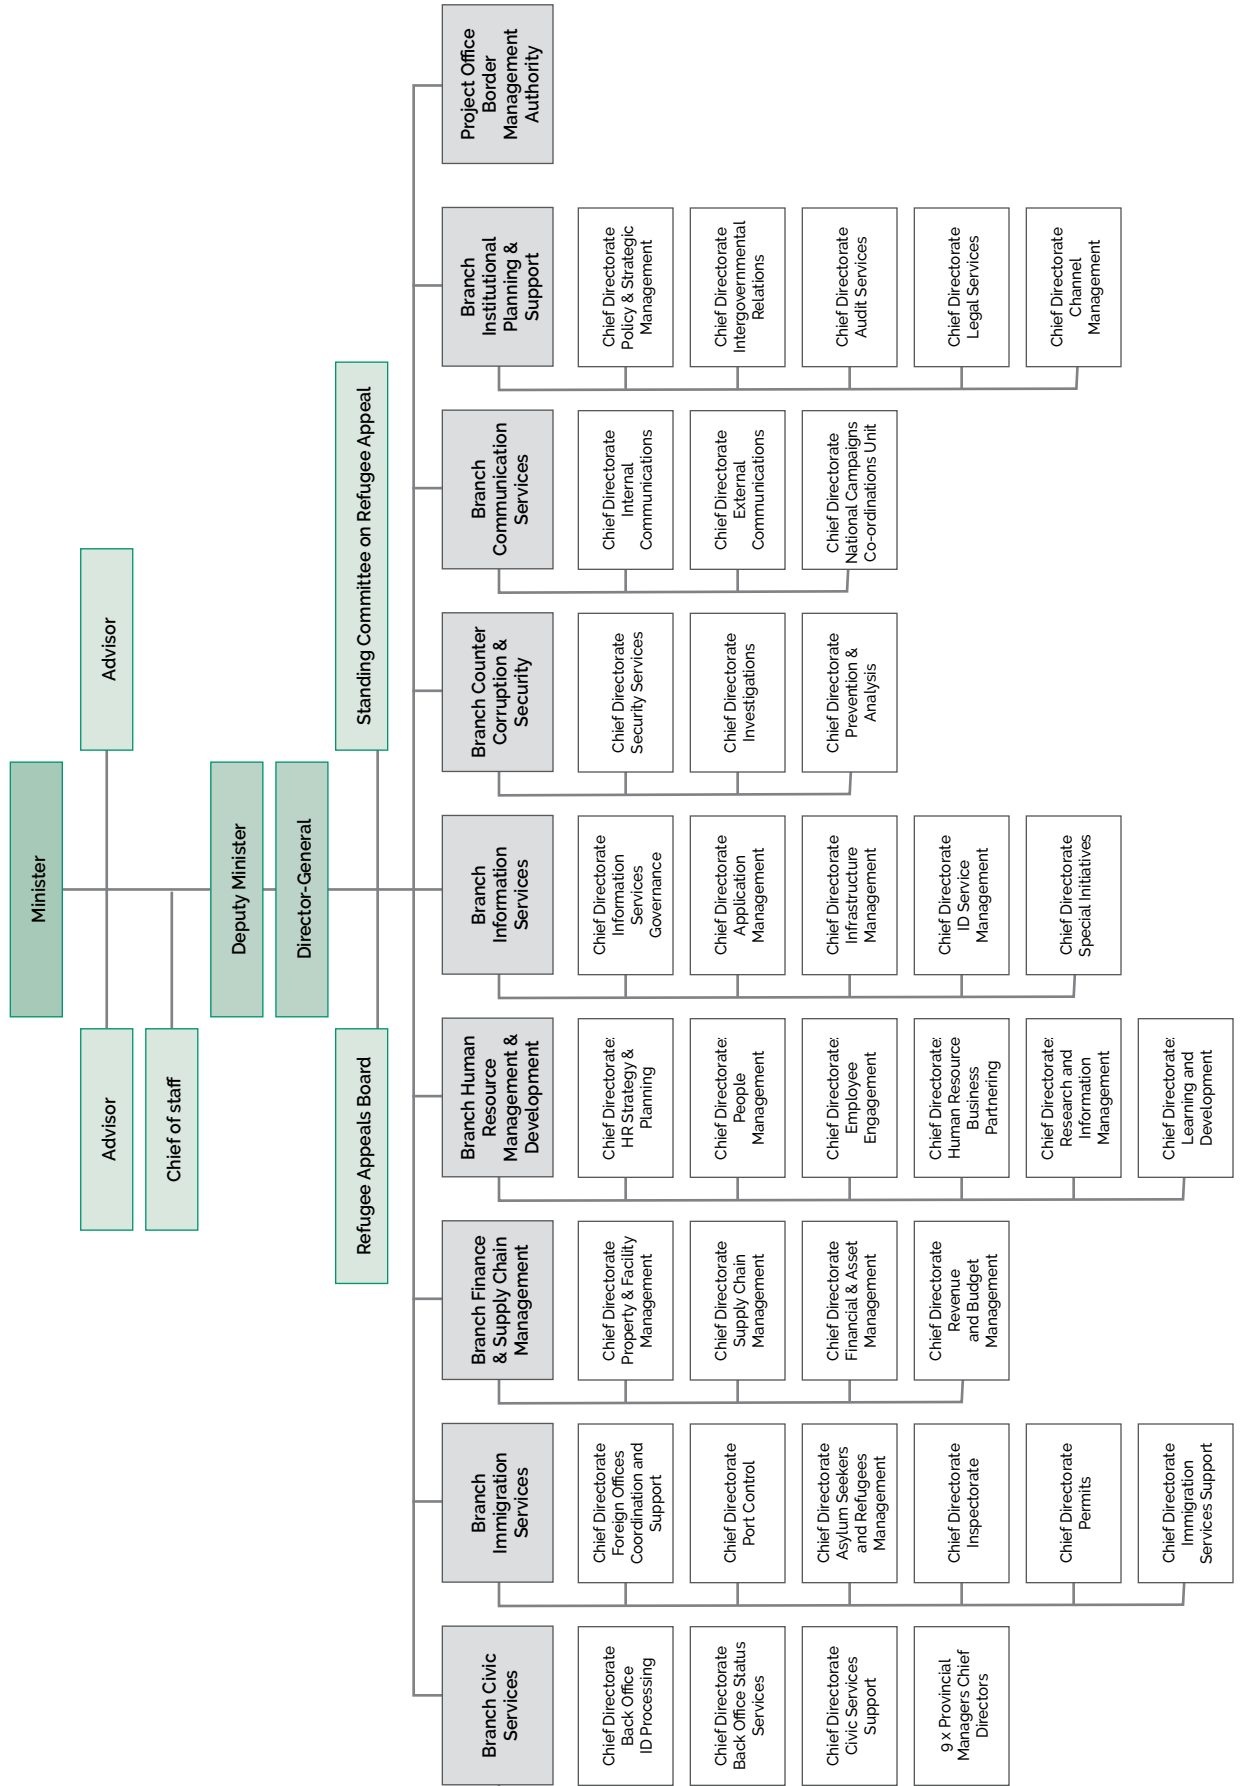 Minister
Advisor
Advisor
Chief of staff
Deputy Minister
Director-General
Refugee Appeals Board
Standing Committee on Refugee Appeal
Branch Civic
Services
Chief Directorate
Back Office
ID Processing
Chief Directorate
Back Office Status
Services
Chief Directorate
Civic Services
Support
9 x Provincial
Managers Chief
Directors
Branch
Immigration
Services
Chief Directorate
Foreign Offices
Coordination and
Support
Chief Directorate
Port Control
Chief Directorate
Asylum Seekers
and Refugees
Management
Chief Directorate
Inspectorate
Chief Directorate
Permits
Chief Directorate
Immigration
Services Support
Branch Finance
& Supply Chain
Management
Chief Directorate
Property & Facility
Management
Chief Directorate
Supply Chain
Management
Chief Directorate
Financial & Asset
Management
Chief Directorate
Revenue
and Budget
Management
Branch Human
Resource
Management &
Development
Chief Directorate:
HR Strategy &
Planning
Chief Directorate:
People
Management
Chief Directorate:
Employee
Engagement
Chief Directorate:
Human Resource
Business
Partnering
Chief Directorate:
Research and
Information
Management
Chief Directorate:
Learning and
Development
Branch
Information
Services
Chief Directorate
Information
Services
Governance
Chief Directorate
Application
Management
Chief Directorate
Infrastructure
Management
Chief Directorate
ID Service
Management
Chief Directorate
Special Initiatives
Branch Counter
Corruption &
Security
Chief Directorate
Security Services
Chief Directorate
Investigations
Chief Directorate
Prevention &
Analysis
Branch
Communication
Services
Chief Directorate
Internal
Communications
Chief Directorate
External
Communications
Chief Directorate
National Campaigns
Co-ordinations Unit
Branch
Institutional
Planning &
Support
Chief Directorate
Policy & Strategic
Management
Chief Directorate
Intergovernmental
Relations
Chief Directorate
Audit Services
Chief Directorate
Legal Services
Chief Directorate
Channel
Management
Project Office
Border
Management
Authority